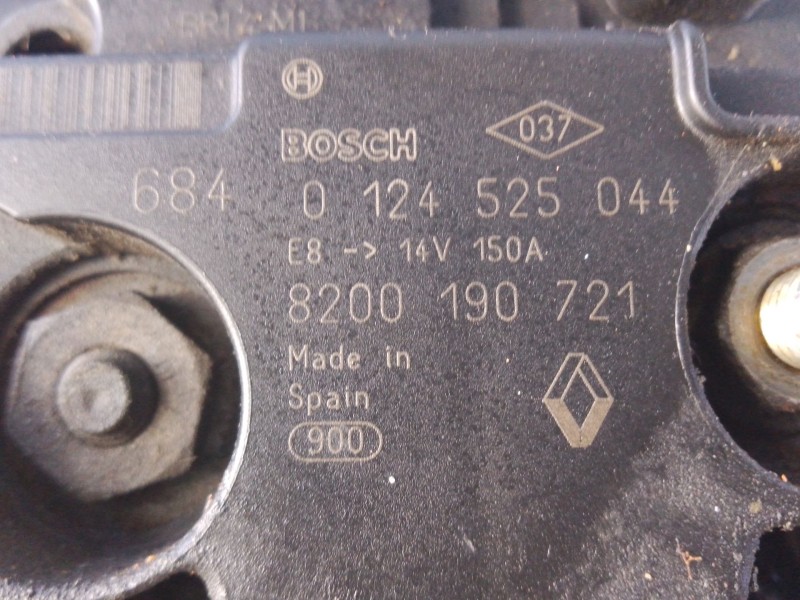 BOSCH
037
684 0 124 525 044
E8 -> 14V 150A
8200 190 721
Made in
Spain
900